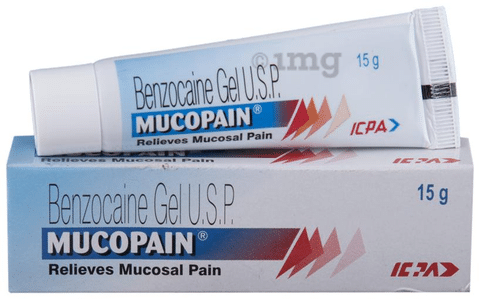 1mg
Benzocaine Gel U.S.P.
15 g
MUCOPAIN®
Relieves Mucosal Pain
ICPA
Benzocaine Gel U.S.P.
15 g
MUCOPAIN®
Relieves Mucosal Pain
ICPA